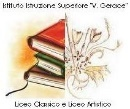 Istituto Istruzione Superiore "V. Gerace"
Liceo Classico e Liceo Artistico